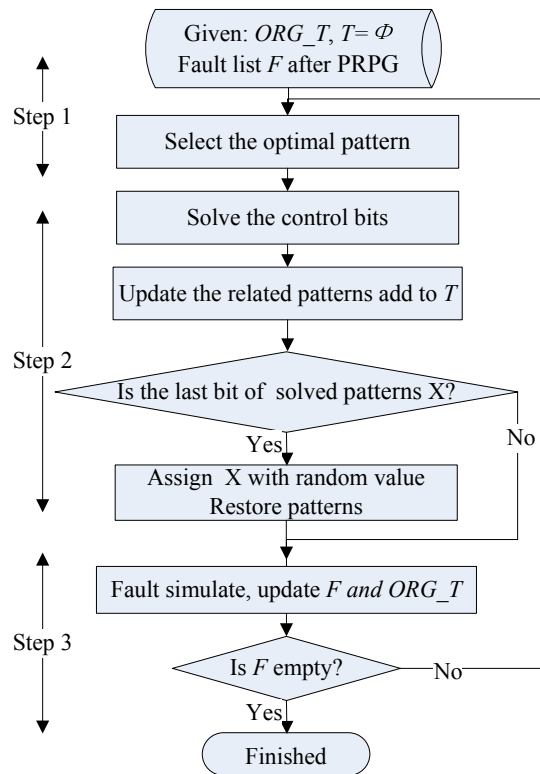 Given: ORG_T, T= Φ
Fault list F after PRPG
Step 1
Select the optimal pattern
Solve the control bits
Update the related patterns add to T
Step 2
Is the last bit of solved patterns X?
No
Yes
Assign X with random value
Restore patterns
Fault simulate, update F and ORG_T
Step 3
Is F empty?
No
Yes
Finished